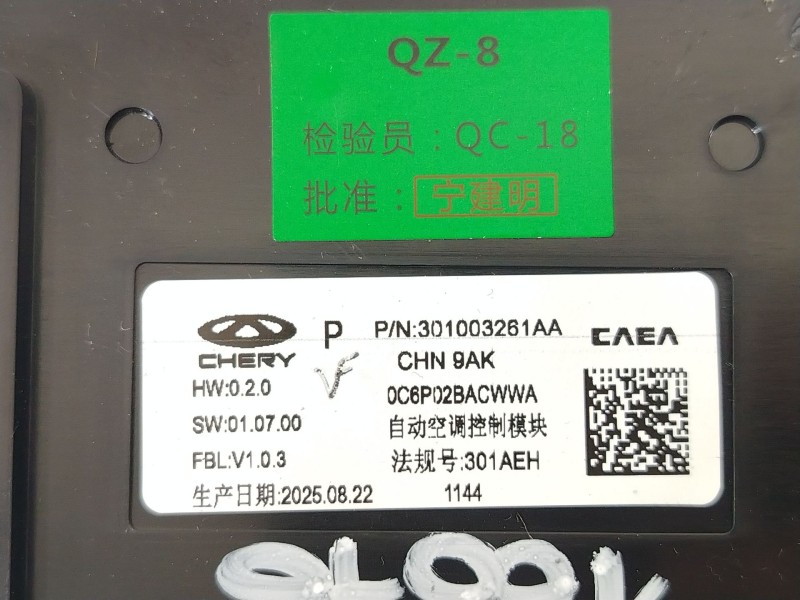 QZ-8
检验员：QC-18
批准：宁建明
CHERY P P/N:301003261AA CAEA
CHN 9AK
HW:0.2.0 0C6P02BACWWA
SW:01.07.00 自动空调控制模块
FBL:V1.0.3 法规号:301AEH
生产日期:2025.08.22 1144